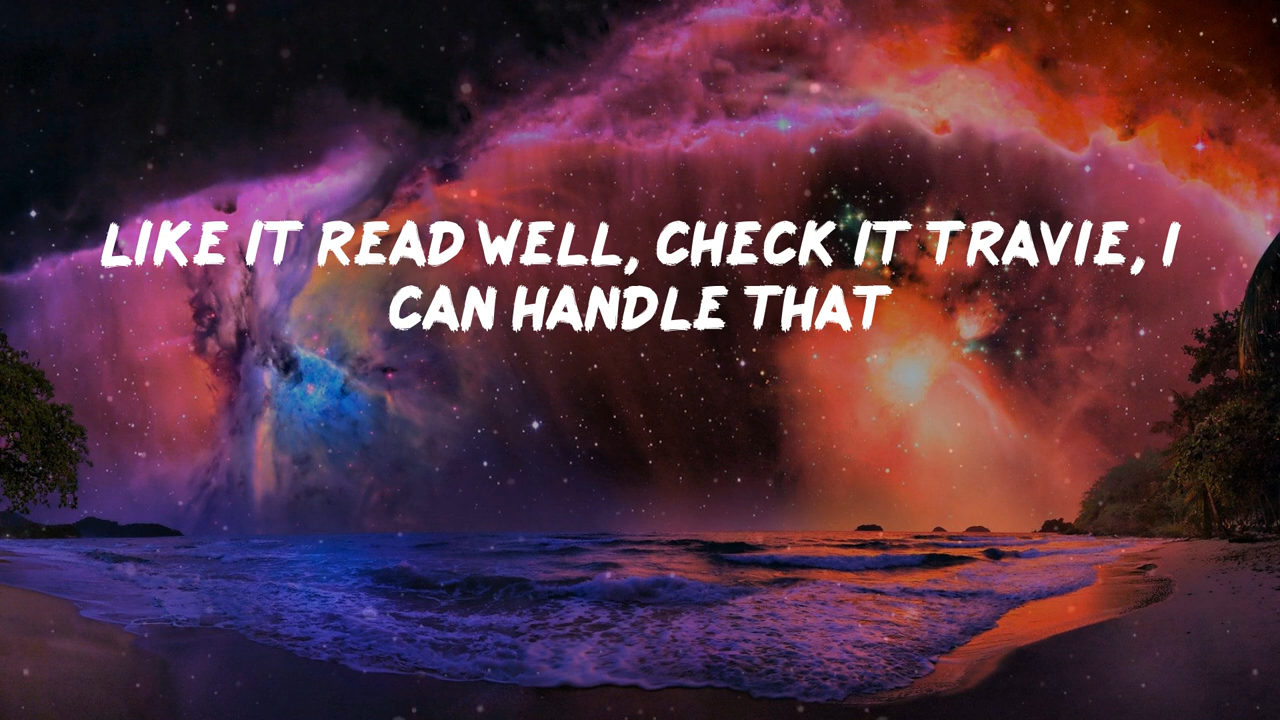 LIKE IT READ WELL, CHECK IT TRAVIE, I
CAN HANDLE THAT